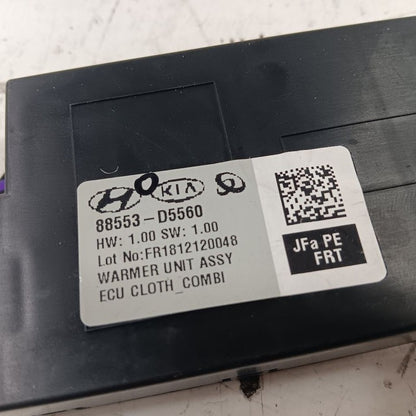 KIA
88553-D5560
HW: 1.00 SW: 1.00
Lot No:FR1812120048
WARMER UNIT ASSY
ECU CLOTH_COMBI
JFa PE
FRT